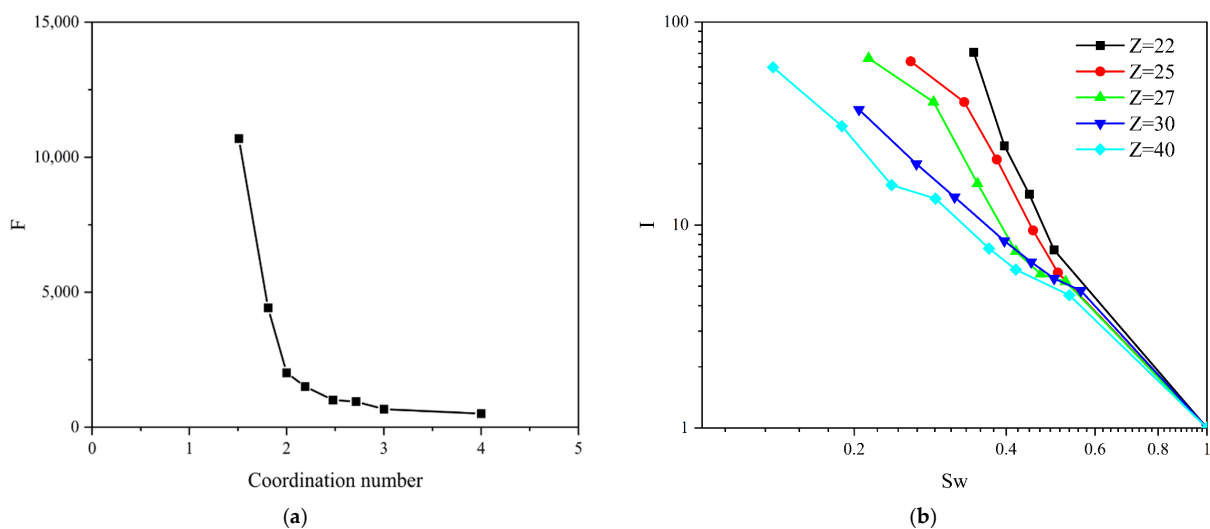 15,000
10,000
5,000
0
F
0 1 2 3 4 5
Coordination number
(a)
100
10
1
I
Z=22
Z=25
Z=27
Z=30
Z=40
0.2 0.4 0.6 0.8 1
Sw
(b)